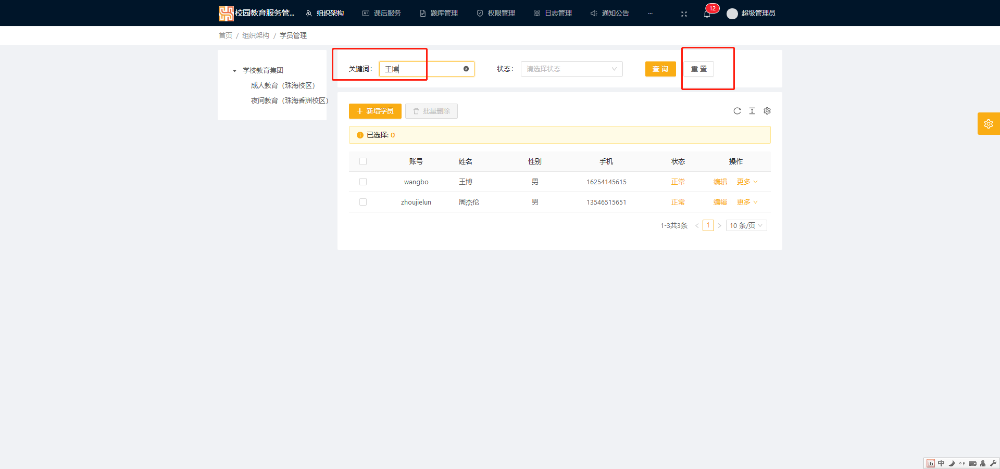 校园教育服务管... 组织架构 课后服务 题库管理 权限管理 日志管理 通知公告 ... 12 超级管理员
首页 / 组织架构 / 学员管理
学校教育集团
成人教育（珠海校区）
夜间教育（珠海香洲校区）
关键词： 王博 状态： 请选择状态 查 询 重 置
新增学员 批量删除
已选择: 0
账号 姓名 性别 手机 状态 操作
wangbo 王博 男 16254145615 正常 编辑 更多
zhoujielun 周杰伦 男 13546515651 正常 编辑 更多
1-3共3条 < 1 > 10 条/页
五 中